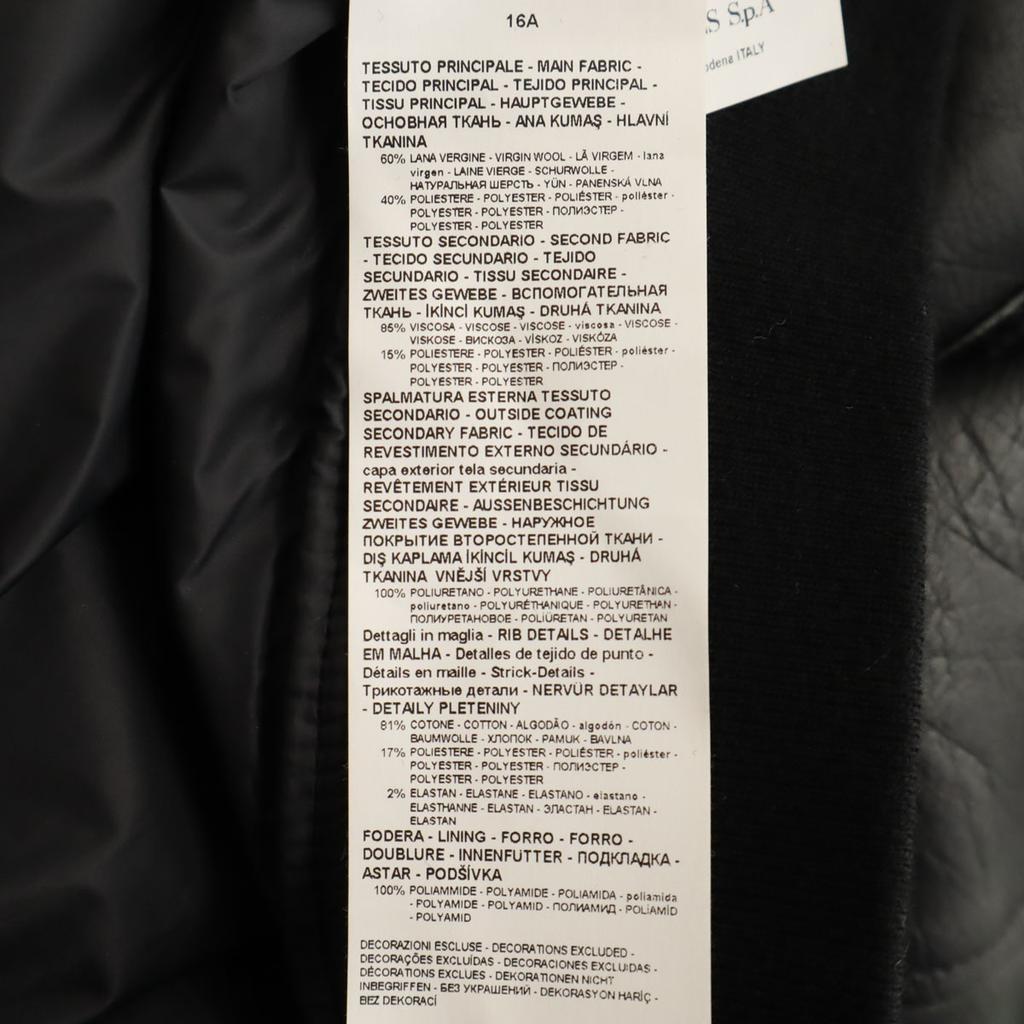 16A
S S.p.A
ITALY
TESSUTO PRINCIPALE - MAIN FABRIC -
TECIDO PRINCIPAL - TEJIDO PRINCIPAL -
TISSU PRINCIPAL - HAUPTGEWEBE -
ОСНОВНАЯ ТКАНЬ - ANA KUMAŞ - HLAVNÍ
TKANINA
60% LANA VERGINE - VIRGIN WOOL - LÃ VIRGEM - lana
virgen - LAINE VIERGE - SCHURWOLLE -
НАТУРАЛЬНАЯ ШЕРСТЬ - YÜN - PANENSKÁ VLNA
40% POLIESTERE - POLYESTER - POLIÉSTER - poliéster -
POLYESTER - POLYESTER - ПОЛИЭСТЕР -
POLYESTER - POLYESTER
TESSUTO SECONDARIO - SECOND FABRIC
- TECIDO SECUNDARIO - TEJIDO
SECUNDARIO - TISSU SECONDAIRE -
ZWEITES GEWEBE - ВСПОМОГАТЕЛЬНАЯ
ТКАНЬ - İKİNCİ KUMAŞ - DRUHÁ TKANINA
85% VISCOSA - VISCOSE - VISCOSE - viscosa - VISCOSE -
VISKOSE - ВИСКОЗА - VİSKOZ - VISKÓZA
15% POLIESTERE - POLYESTER - POLIÉSTER - poliéster -
POLYESTER - POLYESTER - ПОЛИЭСТЕР -
POLYESTER - POLYESTER
SPALMATURA ESTERNA TESSUTO
SECONDARIO - OUTSIDE COATING
SECONDARY FABRIC - TECIDO DE
REVESTIMENTO EXTERNO SECUNDÁRIO -
capa exterior tela secundaria -
REVÊTEMENT EXTÉRIEUR TISSU
SECONDAIRE - AUSSENBESCHICHTUNG
ZWEITES GEWEBE - НАРУЖНОЕ
ПОКРЫТИЕ ВТОРОСТЕПЕННОЙ ТКАНИ -
DIŞ KAPLAMA İKİNCİL KUMAŞ - DRUHÁ
TKANINA VNĚJŠÍ VRSTVY
100% POLIURETANO - POLYURETHANE - POLIURETÂNICA -
poliuretano - POLYURÉTHANIQUE - POLYURETHAN -
ПОЛИУРЕТАНОВОЕ - POLİÜRETAN - POLYURETAN
Dettagli in maglia - RIB DETAILS - DETALHE
EM MALHA - Detalles de tejido de punto -
Détails en maille - Strick-Details -
Трикотажные детали - NERVÜR DETAYLAR
- DETAILY PLETENINY
81% COTONE - COTTON - ALGODÃO - algodón - COTON -
BAUMWOLLE - ХЛОПОК - PAMUK - BAVLNA
17% POLIESTERE - POLYESTER - POLIÉSTER - poliéster -
POLYESTER - POLYESTER - ПОЛИЭСТЕР -
POLYESTER - POLYESTER
2% ELASTAN - ELASTANE - ELASTANO - elastano -
ELASTHANNE - ELASTAN - ЭЛАСТАН - ELASTAN -
ELASTAN
FODERA - LINING - FORRO - FORRO -
DOUBLURE - INNENFUTTER - ПОДКЛАДКА -
ASTAR - PODŠÍVKA
100% POLIAMMIDE - POLYAMIDE - POLIAMIDA - poliamida
- POLYAMIDE - POLYAMID - ПОЛИАМИД - POLİAMİD
- POLYAMID
DECORAZIONI ESCLUSE - DECORATIONS EXCLUDED -
DECORAÇÕES EXCLUÍDAS - DECORACIONES EXCLUIDAS -
DÉCORATIONS EXCLUES - DEKORATIONEN NICHT
INBEGRIFFEN - БЕЗ УКРАШЕНИЙ - DEKORASYON HARİÇ -
BEZ DEKORACÍ